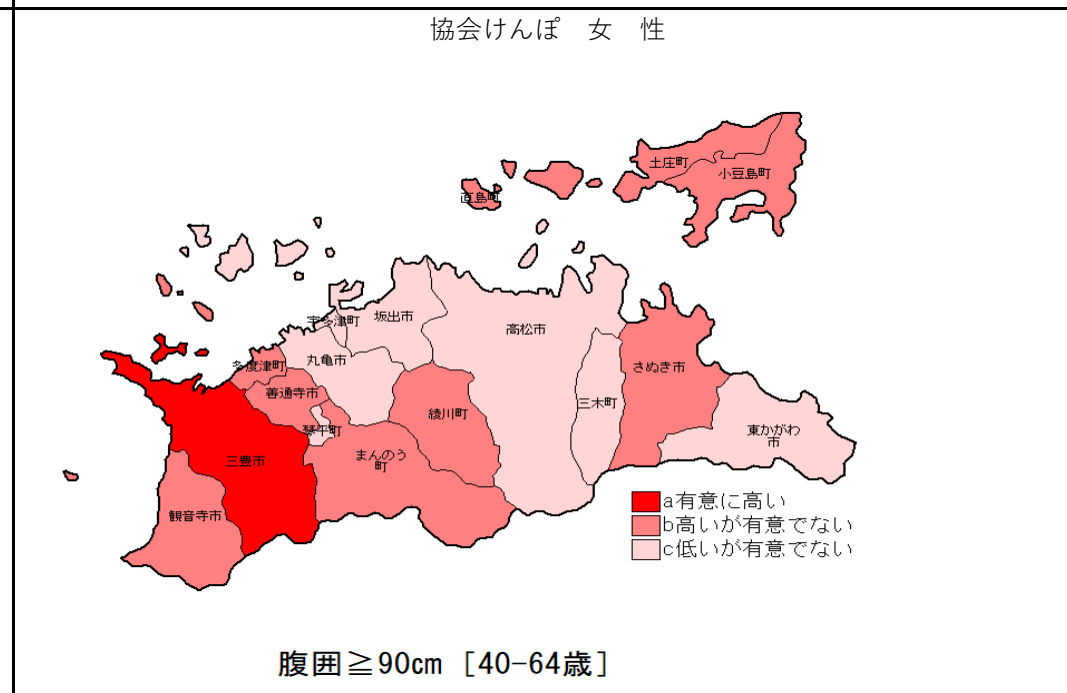 協会けんぽ 女 性
土庄町
小豆島町
直島町
宇多津町
坂出市
高松市
多度津町
丸亀市
さぬき市
善通寺市
綾川町
三木町
琴平町
東かがわ
市
まんのう
町
三豊市
観音寺市
a有意に高い
b高いが有意でない
c低いが有意でない
腹囲≧90㎝［40-64歳］